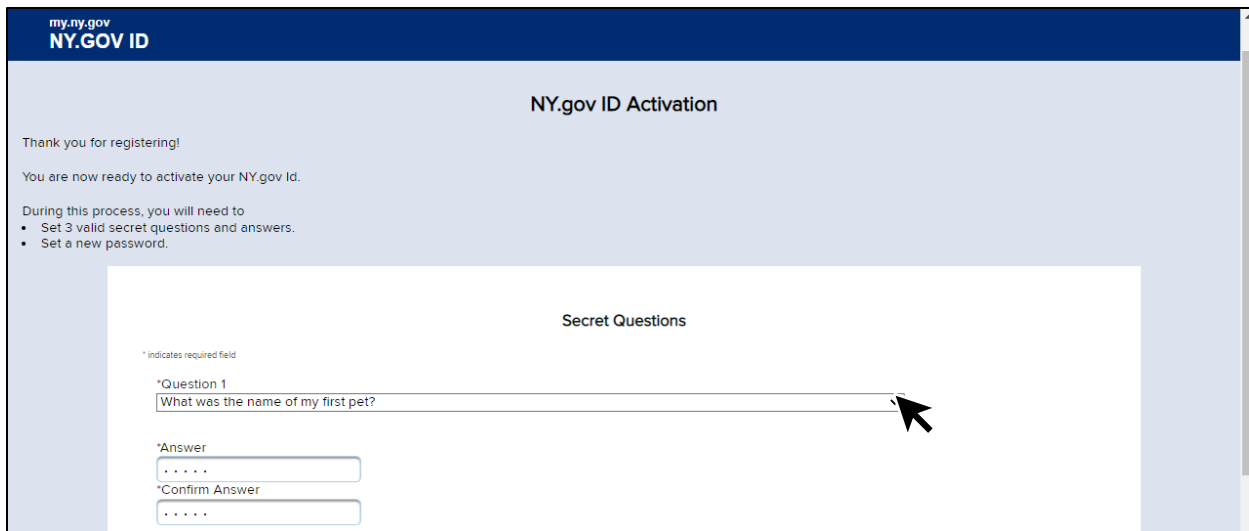 my.ny.gov
NY.GOV ID
NY.gov ID Activation
Thank you for registering!
You are now ready to activate your NY.gov Id.
During this process, you will need to
• Set 3 valid secret questions and answers.
• Set a new password.
Secret Questions
* indicates required field
*Question 1
What was the name of my first pet?
*Answer
.....
*Confirm Answer
.....